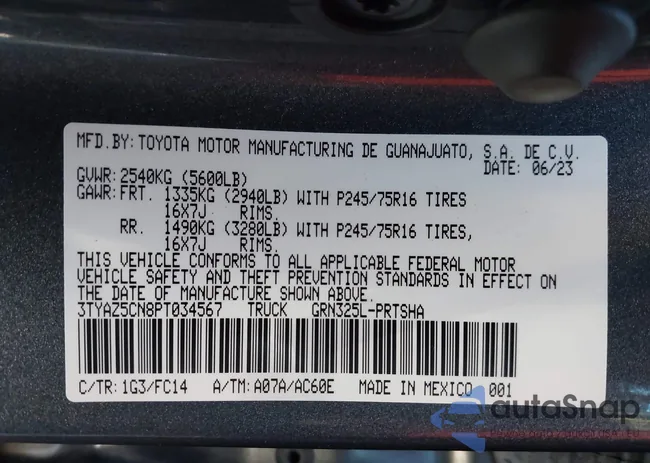 MFD.BY: TOYOTA MOTOR MANUFACTURING DE GUANAJUATO, S.A. DE C.V.
DATE: 06/23
GVWR: 2540KG (5600LB)
GAWR: FRT. 1335KG (2940LB) WITH P245/75R16 TIRES
16X7J RIMS.
RR. 1490KG (3280LB) WITH P245/75R16 TIRES,
16X7J RIMS.
THIS VEHICLE CONFORMS TO ALL APPLICABLE FEDERAL MOTOR
VEHICLE SAFETY AND THEFT PREVENTION STANDARDS IN EFFECT ON
THE DATE OF MANUFACTURE SHOWN ABOVE.
3TYAZ5CN8PT034567 TRUCK GRN325L-PRTSHA
C/TR: 1G3/FC14 A/TM: A07A/AC60E MADE IN MEXICO 001
autoSnap